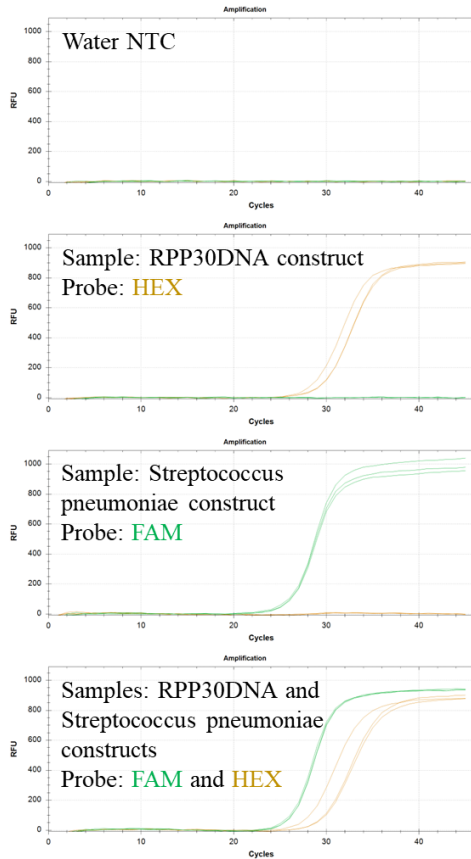 Amplification
Water NTC
1000
800
600
400
200
0
RFU
0 10 20 30 40
Cycles
Amplification
Sample: RPP30DNA construct
Probe: HEX
1000
800
600
400
200
0
RFU
0 10 20 30 40
Cycles
Amplification
Sample: Streptococcus
pneumoniae construct
Probe: FAM
1000
800
600
400
200
0
RFU
0 10 20 30 40
Cycles
Amplification
Samples: RPP30DNA and
Streptococcus pneumoniae
constructs
Probe: FAM and HEX
1000
800
600
400
200
0
RFU
0 10 20 30 40
Cycles